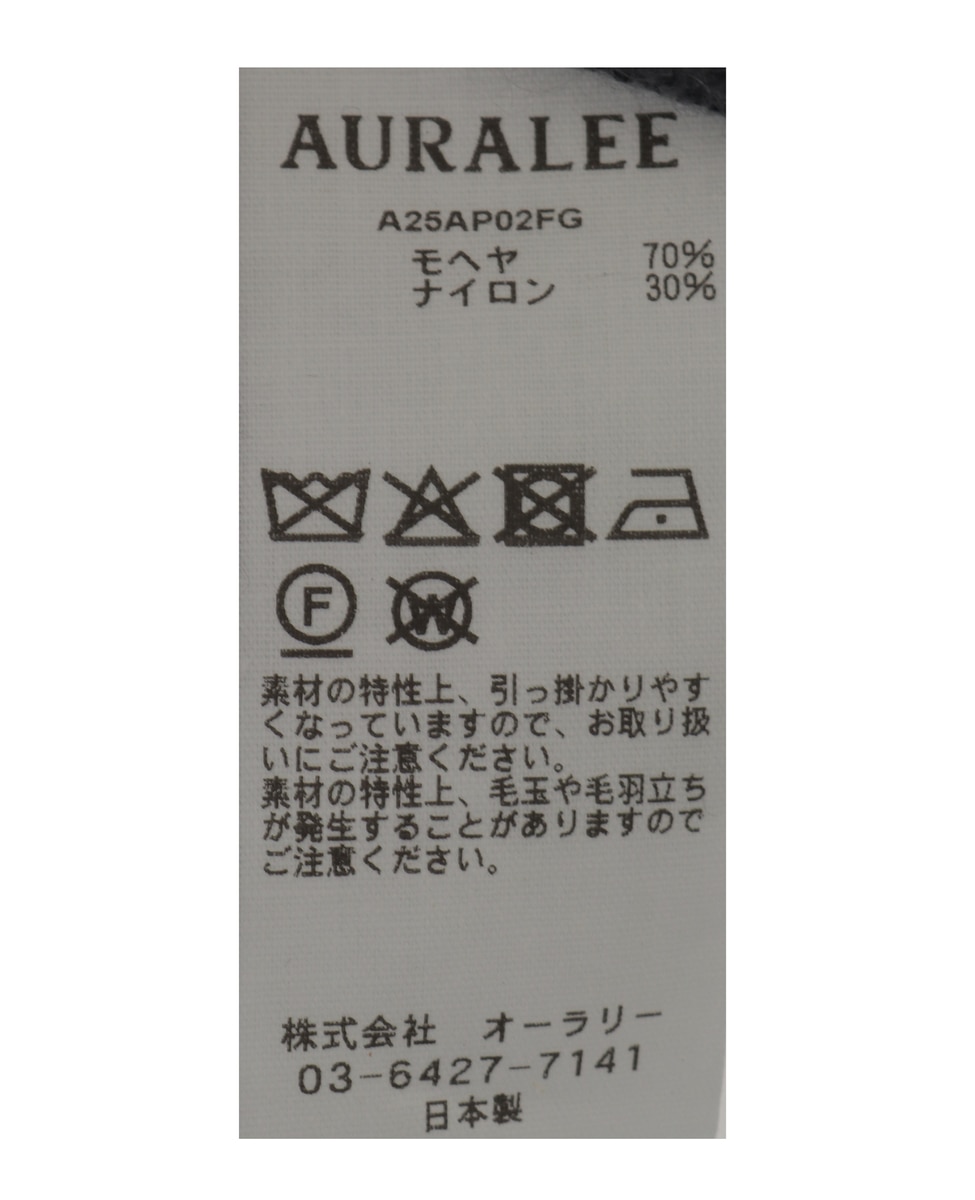 AURALEE
A25AP02FG
モヘヤ 70%
ナイロン 30%
F
W
素材の特性上、引っ掛かりやす
くなっていますので、お取り扱
いにご注意ください。
素材の特性上、毛玉や毛羽立ち
が発生することがありますので
ご注意ください。
株式会社 オーラリー
03-6427-7141
日本製